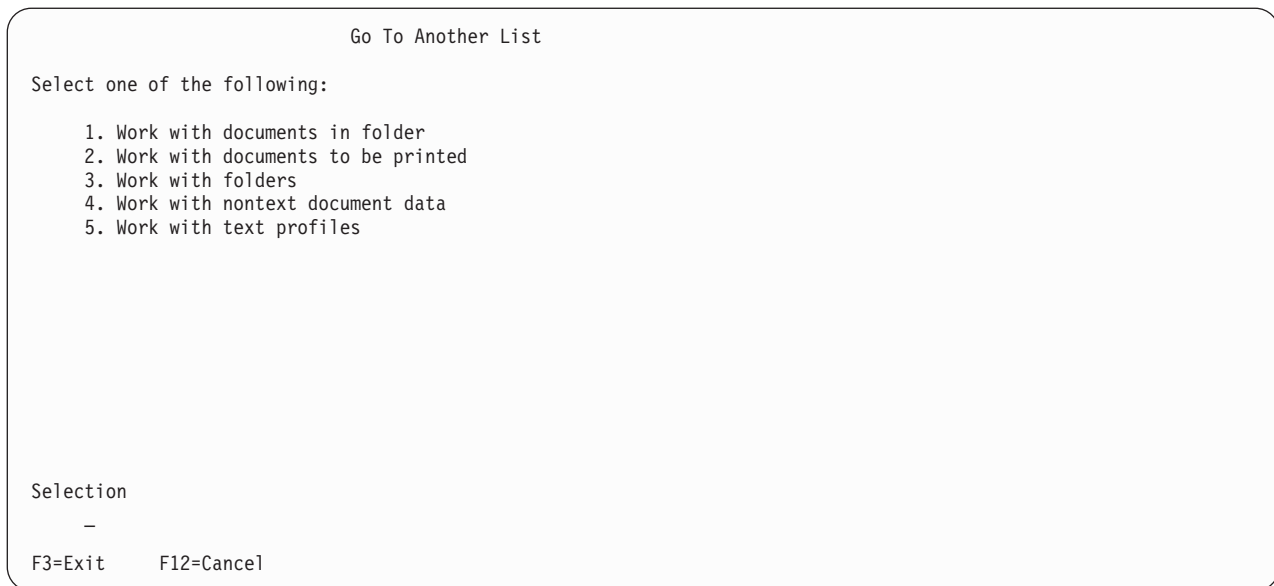 Go To Another List
Select one of the following:
1. Work with documents in folder
2. Work with documents to be printed
3. Work with folders
4. Work with nontext document data
5. Work with text profiles
Selection
_
F3=Exit F12=Cancel